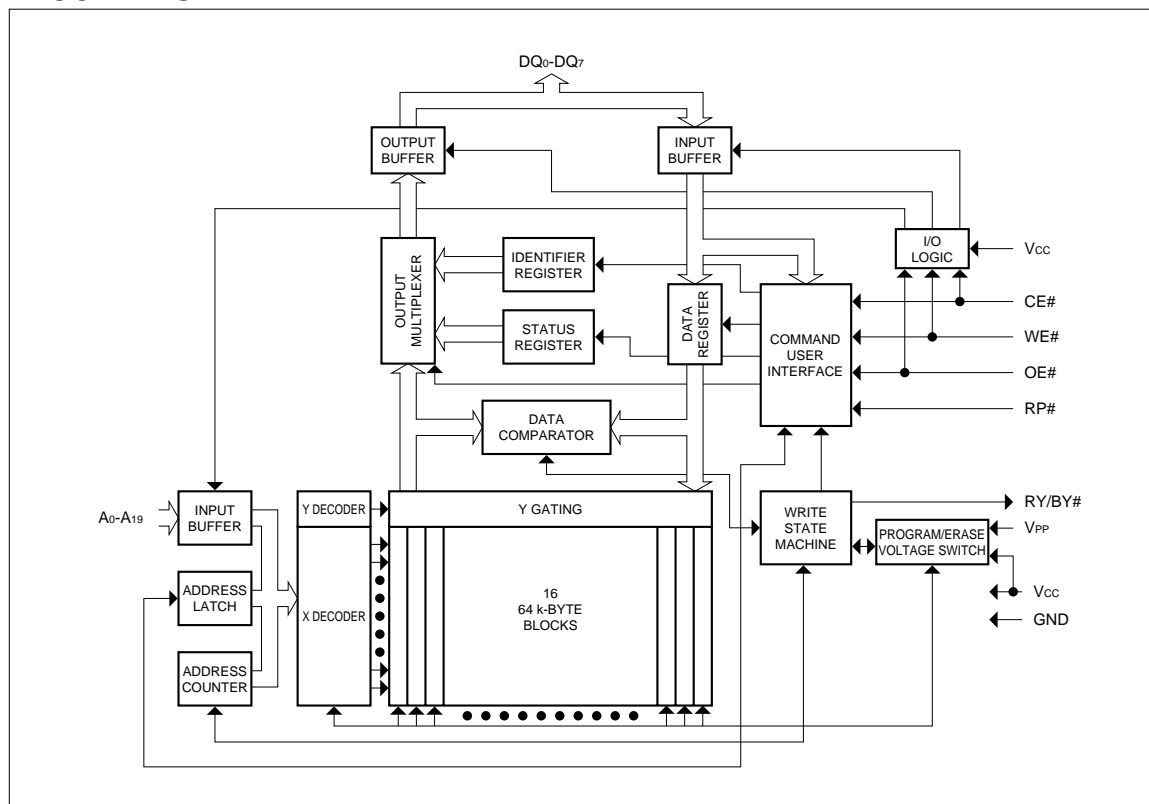 DQ0-DQ7
OUTPUT
BUFFER
INPUT
BUFFER
I/O
LOGIC
VCC
OUTPUT
MULTIPLEXER
IDENTIFIER
REGISTER
STATUS
REGISTER
DATA
REGISTER
COMMAND
USER
INTERFACE
CE#
WE#
OE#
RP#
DATA
COMPARATOR
A0-A19
INPUT
BUFFER
Y DECODER
Y GATING
WRITE
STATE
MACHINE
RY/BY#
PROGRAM/ERASE
VOLTAGE SWITCH
VPP
ADDRESS
LATCH
X DECODER
16
64 k-BYTE
BLOCKS
VCC
GND
ADDRESS
COUNTER